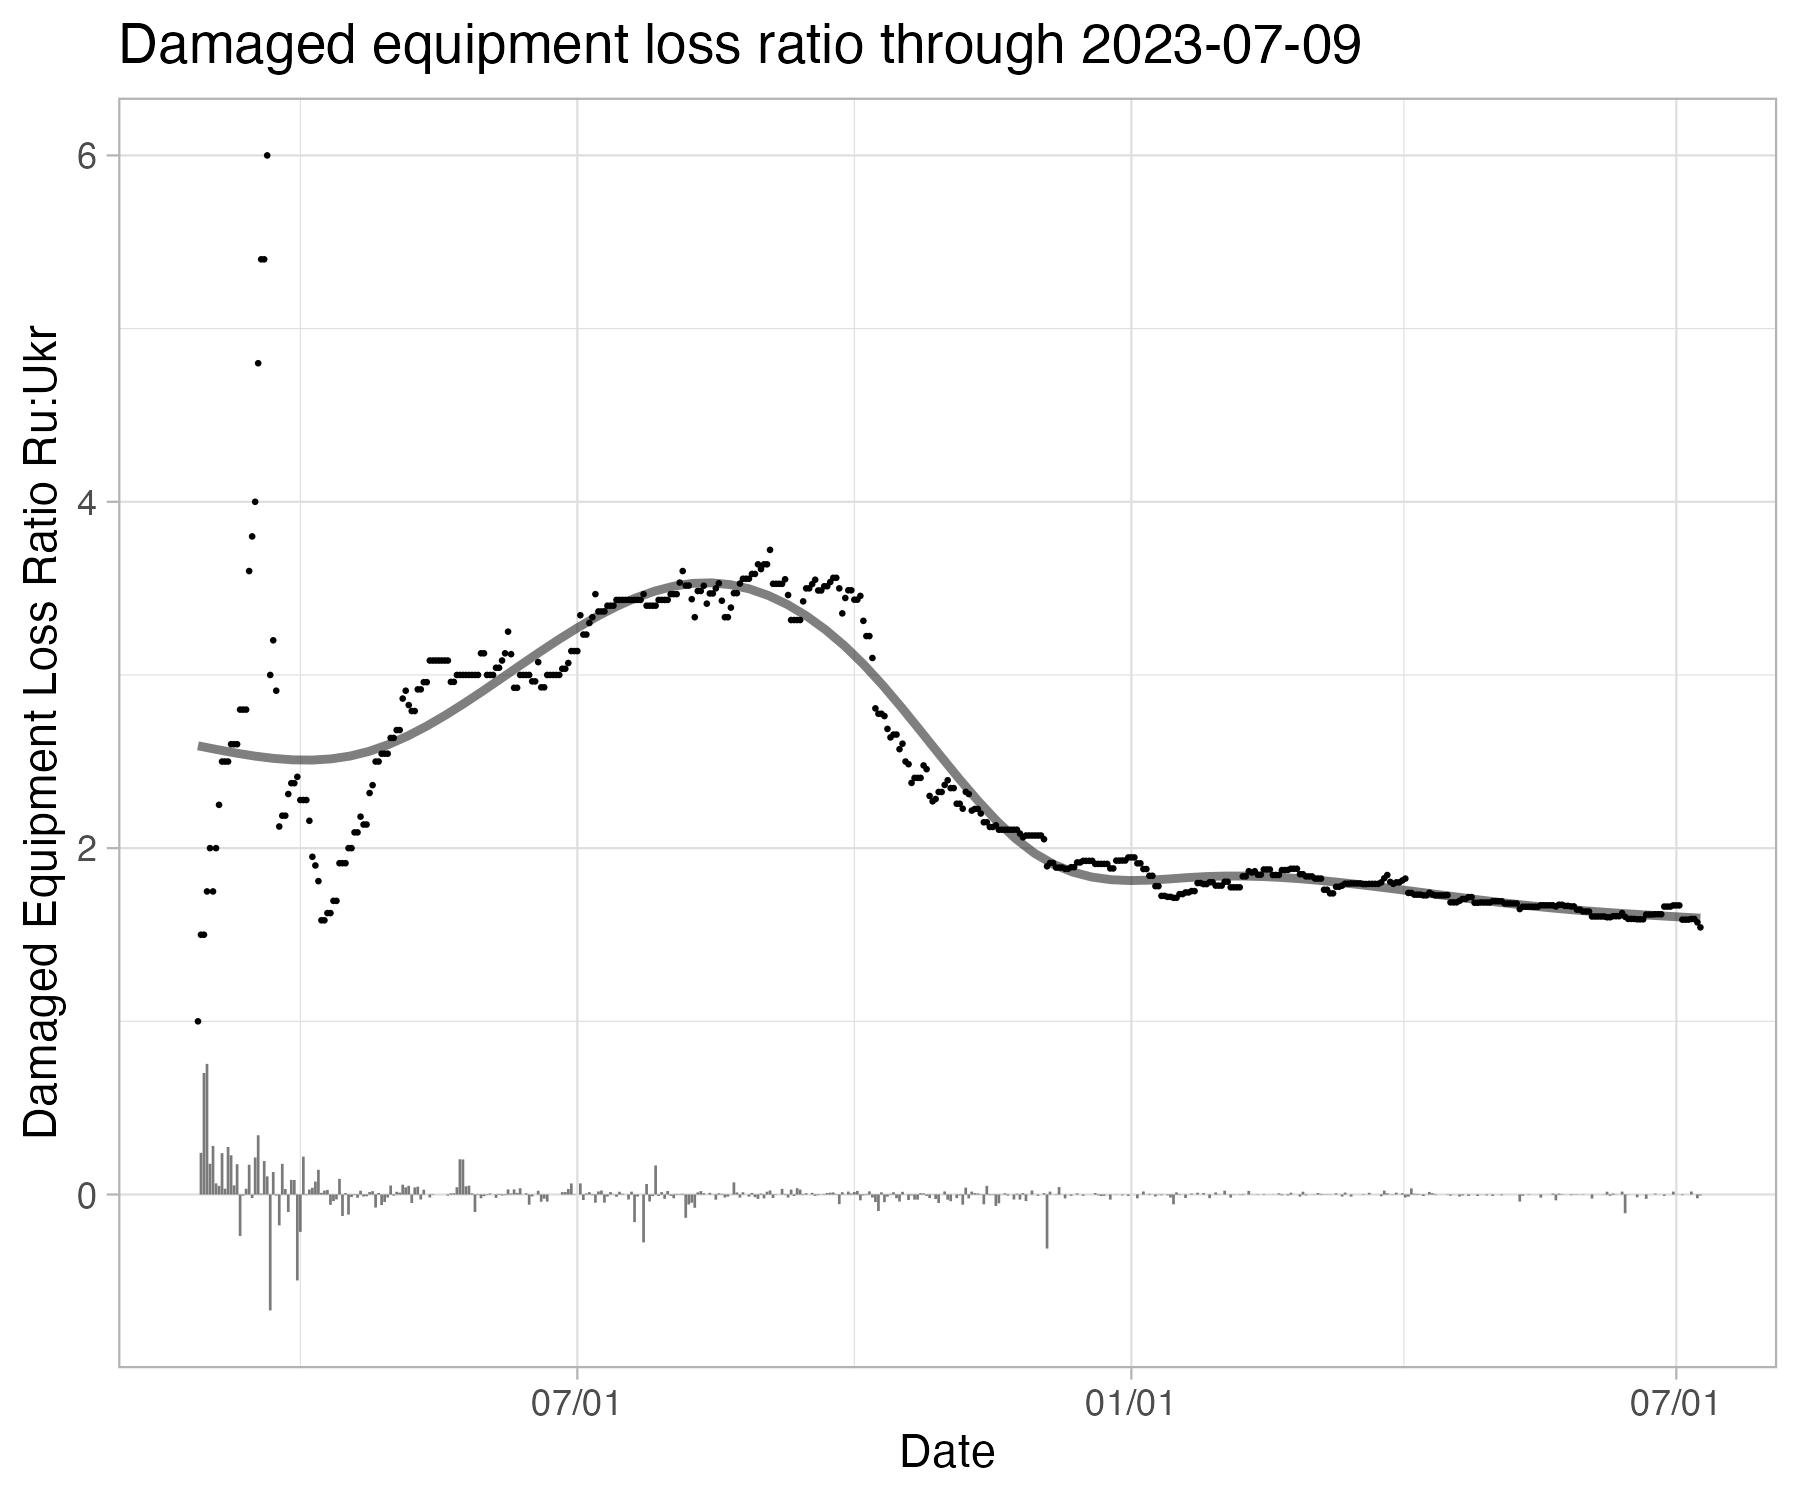 Damaged equipment loss ratio through 2023-07-09
Damaged Equipment Loss Ratio Ru:Ukr
6
4
2
0
07/01
01/01
07/01
Date